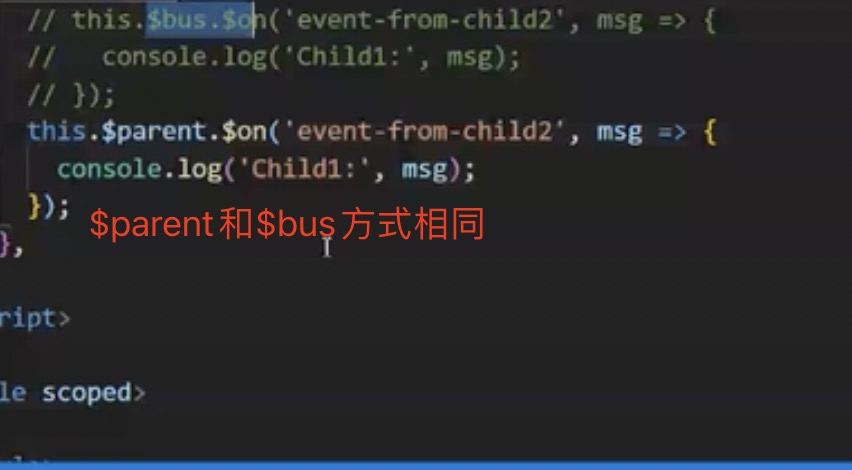 // this.$bus.$on('event-from-child2', msg => {
//   console.log('Child1:', msg);
// });
this.$parent.$on('event-from-child2', msg => {
  console.log('Child1:', msg);
});
$parent和$bus方式相同
},
ript>
le scoped>